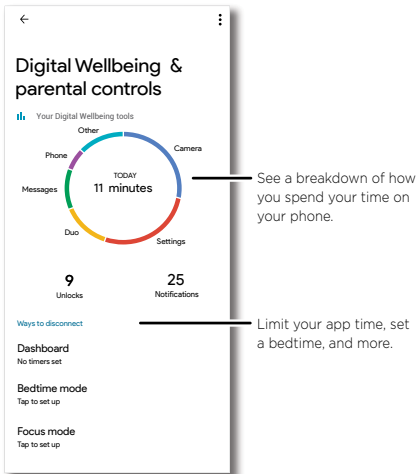 Digital Wellbeing &
parental controls
Your Digital Wellbeing tools
Other
Camera
Phone
TODAY
11 minutes
Messages
Duo
Settings
9
Unlocks
25
Notifications
Ways to disconnect
Dashboard
No timers set
Bedtime mode
Tap to set up
Focus mode
Tap to set up
See a breakdown of how
you spend your time on
your phone.
Limit your app time, set
a bedtime, and more.